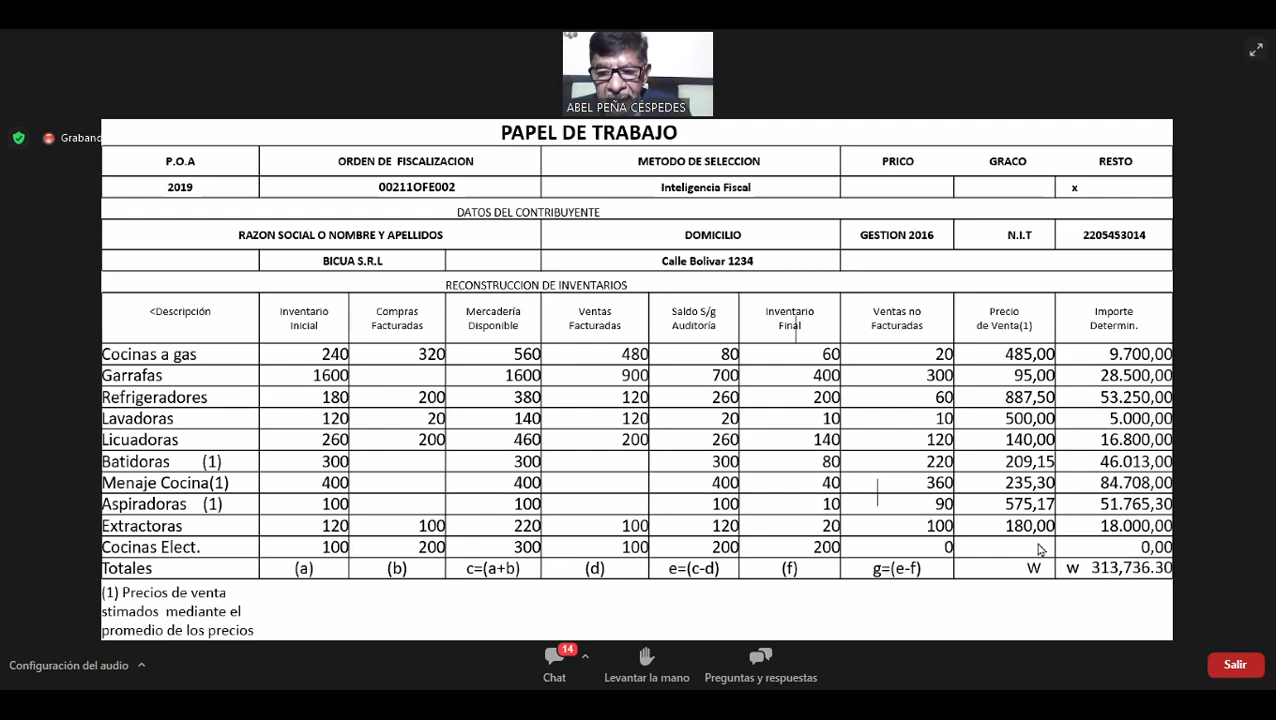 ABEL PEÑA CÉSPEDES
Graband
PAPEL DE TRABAJO
P.O.A ORDEN DE FISCALIZACION METODO DE SELECCION PRICO GRACO RESTO
2019 00211OFE002 Inteligencia Fiscal x
DATOS DEL CONTRIBUYENTE
RAZON SOCIAL O NOMBRE Y APELLIDOS DOMICILIO GESTION 2016 N.I.T 2205453014
BICUA S.R.L Calle Bolivar 1234
RECONSTRUCCION DE INVENTARIOS
<Descripción Inventario Inicial Compras Facturadas Mercadería Disponible Ventas Facturadas Saldo S/g Auditoría Inventario Final Ventas no Facturadas Precio de Venta(1) Importe Determin.
Cocinas a gas 240 320 560 480 80 60 20 485,00 9.700,00
Garrafas 1600 1600 900 700 400 300 95,00 28.500,00
Refrigeradores 180 200 380 120 260 200 60 887,50 53.250,00
Lavadoras 120 20 140 120 20 10 10 500,00 5.000,00
Licuadoras 260 200 460 200 260 140 120 140,00 16.800,00
Batidoras (1) 300 300 300 80 220 209,15 46.013,00
Menaje Cocina(1) 400 400 400 40 360 235,30 84.708,00
Aspiradoras (1) 100 100 100 10 90 575,17 51.765,30
Extractoras 120 100 220 100 120 20 100 180,00 18.000,00
Cocinas Elect. 100 200 300 100 200 200 0 0,00
Totales (a) (b) c=(a+b) (d) e=(c-d) (f) g=(e-f) W w 313,736.30
(1) Precios de venta
stimados mediante el
promedio de los precios
Configuración del audio
14
Chat
Levantar la mano
Preguntas y respuestas
Salir